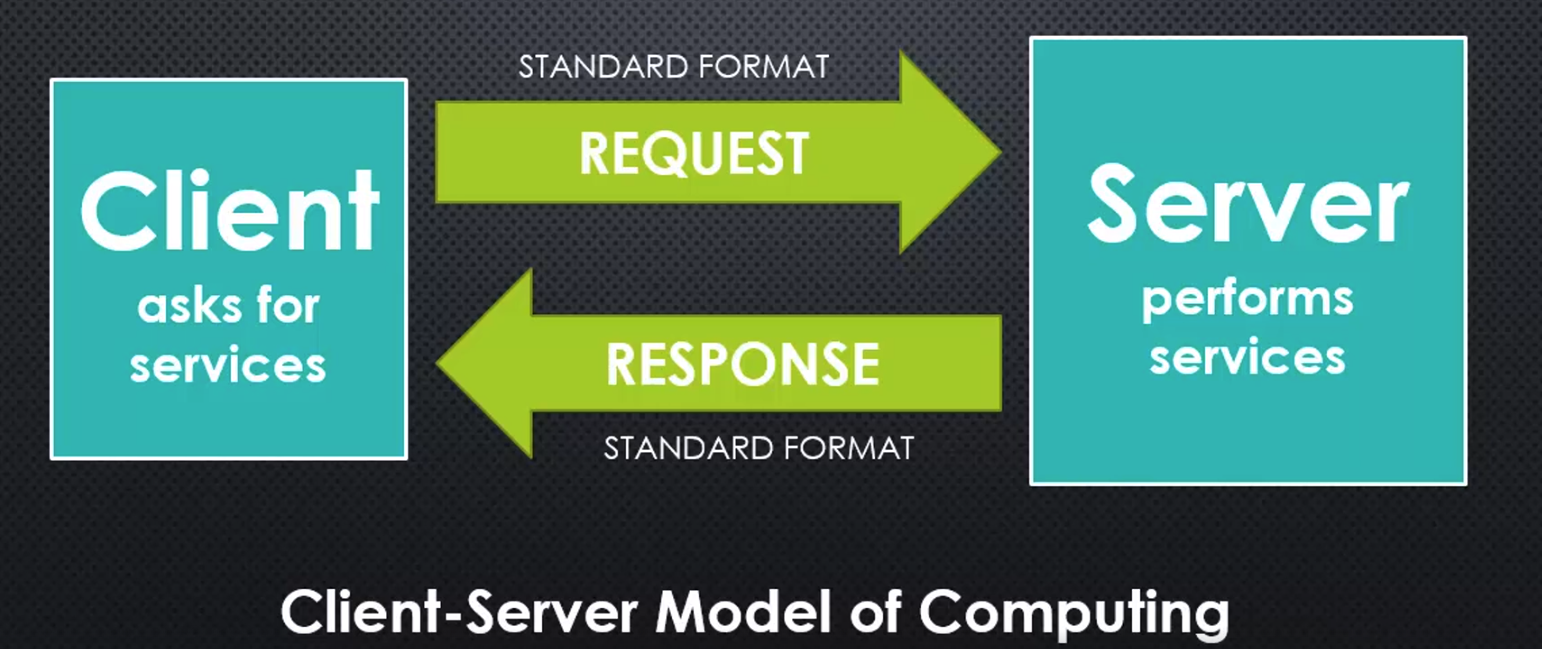 STANDARD FORMAT
REQUEST
Client
asks for
services
Server
performs
services
RESPONSE
STANDARD FORMAT
Client-Server Model of Computing